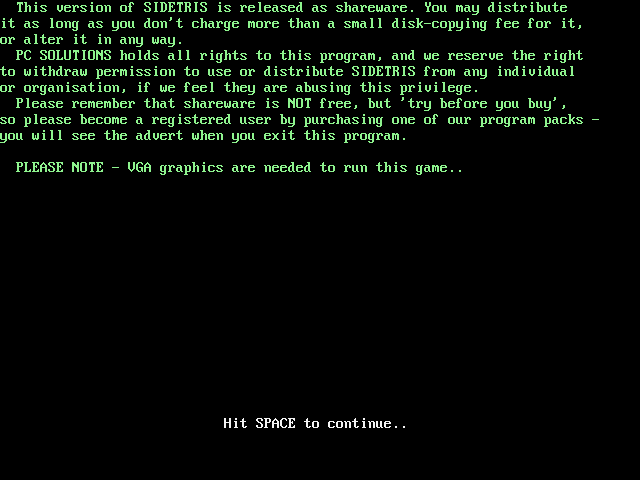 This version of SIDETRIS is released as shareware. You may distribute
it as long as you don't charge more than a small disk-copying fee for it,
or alter it in any way.
PC SOLUTIONS holds all rights to this program, and we reserve the right
to withdraw permission to use or distribute SIDETRIS from any individual
or organisation, if we feel they are abusing this privilege.
Please remember that shareware is NOT free, but 'try before you buy',
so please become a registered user by purchasing one of our program packs -
you will see the advert when you exit this program.
PLEASE NOTE - VGA graphics are needed to run this game..
Hit SPACE to continue..